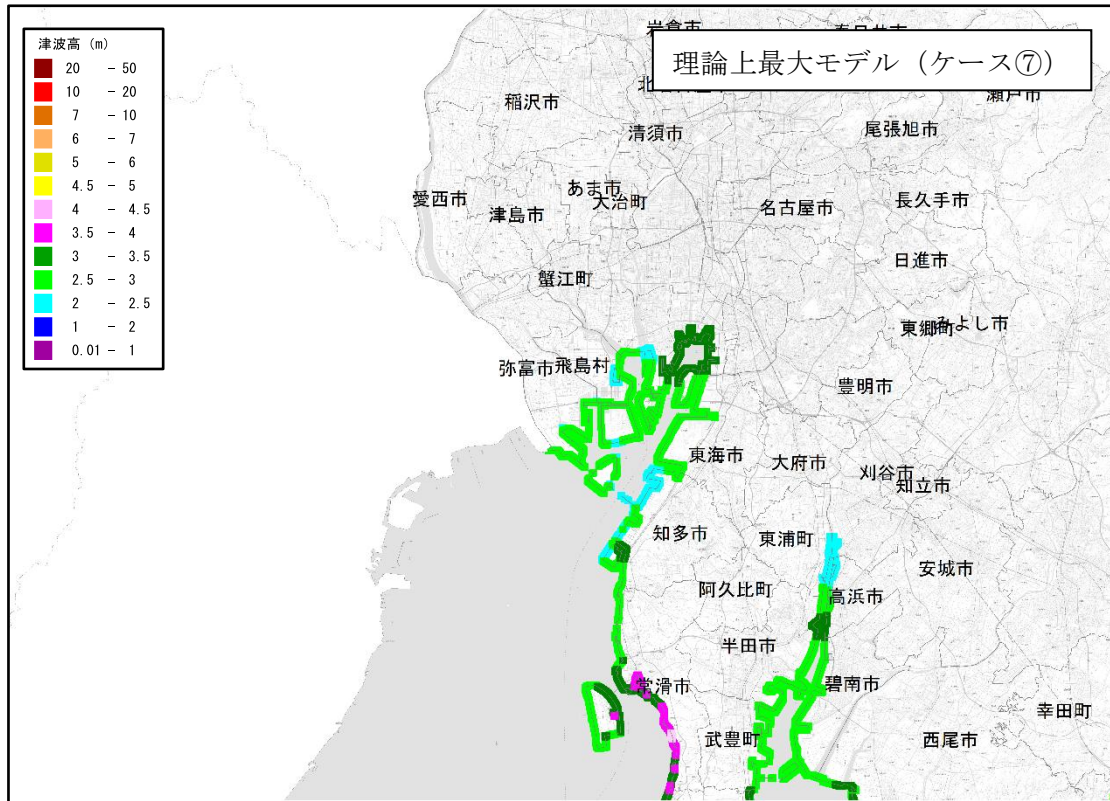 津波高 (m)
20 - 50
10 - 20
7 - 10
6 - 7
5 - 6
4.5 - 5
4 - 4.5
3.5 - 4
3 - 3.5
2.5 - 3
2 - 2.5
1 - 2
0.01 - 1
理論上最大モデル（ケース⑦）
岩倉市
稲沢市
瀬戸市
清須市
尾張旭市
あま市
大治町
愛西市
津島市
名古屋市
長久手市
日進市
蟹江町
東郷町
みよし市
弥富市
飛島村
豊明市
東海市
大府市
刈谷市
知立市
知多市
東浦町
安城市
阿久比町
高浜市
半田市
常滑市
碧南市
幸田町
武豊町
西尾市